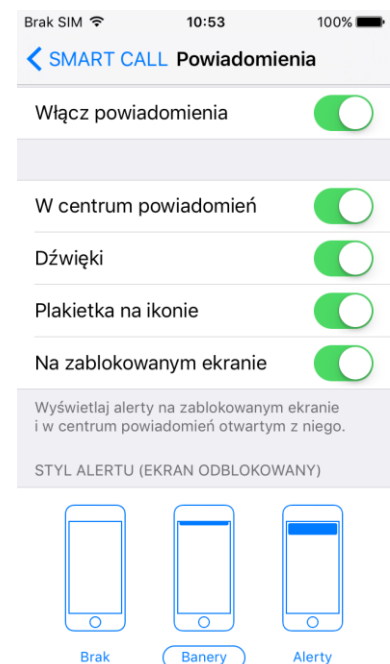 Brak SIM 10:53 100%
SMART CALL Powiadomienia
Włącz powiadomienia
W centrum powiadomień
Dźwięki
Plakietka na ikonie
Na zablokowanym ekranie
Wyświetlaj alerty na zablokowanym ekranie
i w centrum powiadomień otwartym z niego.
STYL ALERTU (EKRAN ODBLOKOWANY)
Brak Banery Alerty